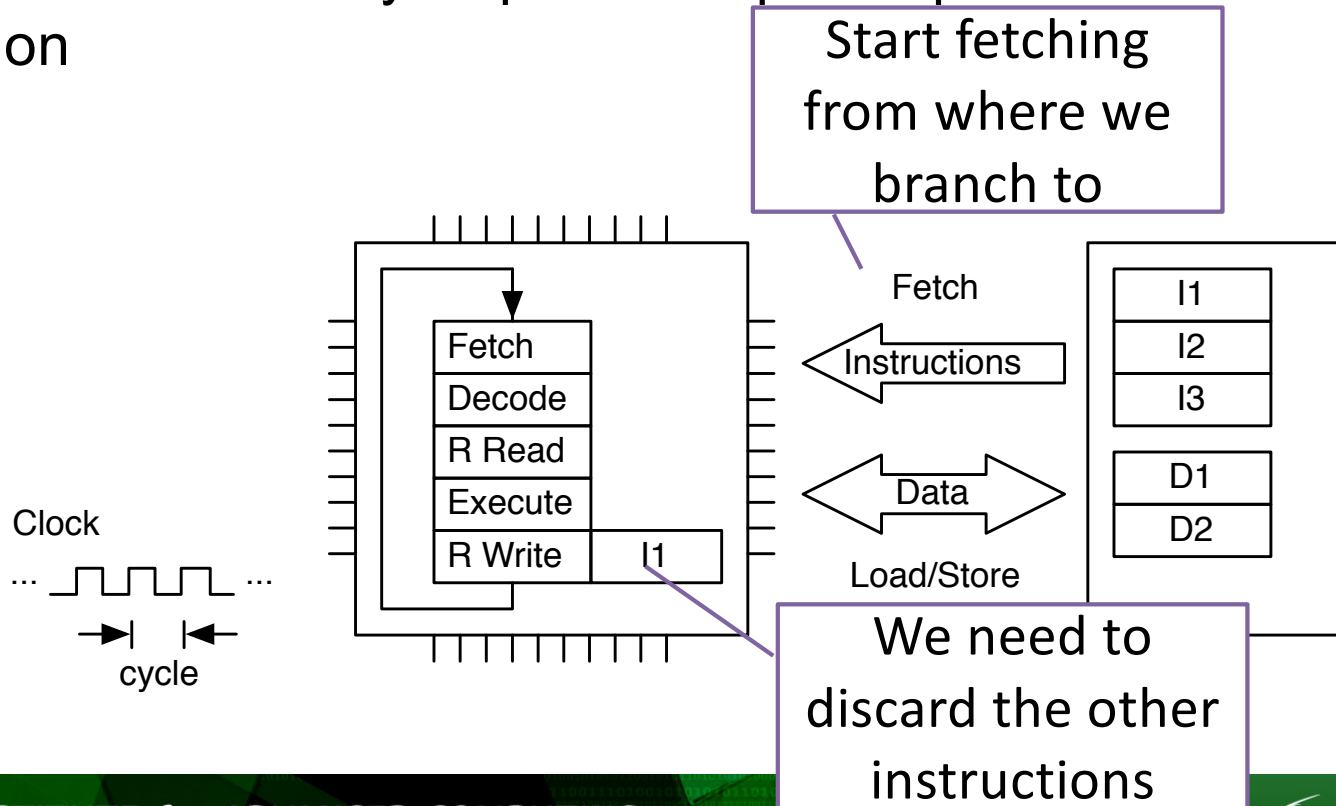 on
Start fetching
from where we
branch to
Fetch
I1
Fetch
Instructions
I2
Decode
I3
R Read
D1
Execute
Data
D2
Clock
R Write
I1
...
...
Load/Store
cycle
We need to
discard the other
instructions